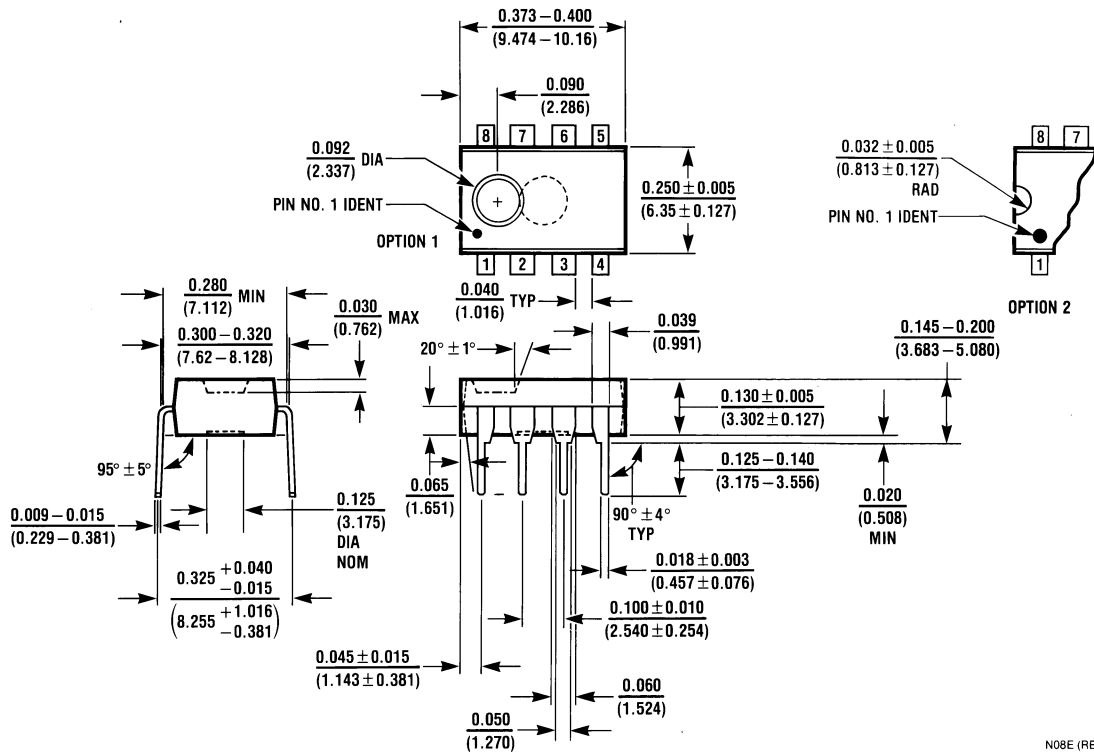 0.373 – 0.400
(9.474 – 10.16)
0.090
(2.286)
8 7 6 5
0.092 DIA
(2.337)
PIN NO. 1 IDENT
OPTION 1
0.250 ± 0.005
(6.35 ± 0.127)
1 2 3 4
8 7
0.032 ± 0.005
(0.813 ± 0.127)
RAD
PIN NO. 1 IDENT
1
OPTION 2
0.280 MIN
(7.112)
0.300 – 0.320
(7.62 – 8.128)
0.030 MAX
(0.762)
0.040 TYP
(1.016)
0.039
(0.991)
20° ± 1°
0.145 – 0.200
(3.683 – 5.080)
0.130 ± 0.005
(3.302 ± 0.127)
0.125 – 0.140
(3.175 – 3.556)
0.020
(0.508)
MIN
95° ± 5°
0.065
(1.651)
90° ± 4°
TYP
0.009 – 0.015
(0.229 – 0.381)
0.125
(3.175)
DIA
NOM
0.325 +0.040
−0.015
(8.255 +1.016
−0.381)
0.018 ± 0.003
(0.457 ± 0.076)
0.100 ± 0.010
(2.540 ± 0.254)
0.045 ± 0.015
(1.143 ± 0.381)
0.060
(1.524)
0.050
(1.270)
N08E (RE